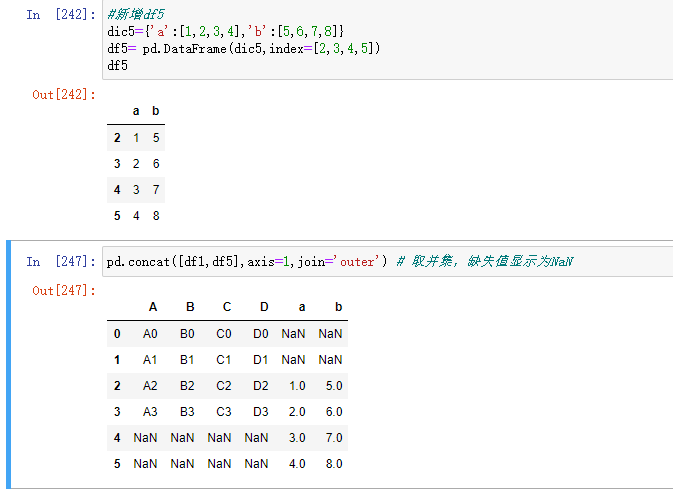 In [242]: #新增df5
dic5={'a':[1,2,3,4],'b':[5,6,7,8]}
df5= pd.DataFrame(dic5,index=[2,3,4,5])
df5
Out[242]:
a b
2 1 5
3 2 6
4 3 7
5 4 8
In [247]: pd.concat([df1,df5],axis=1,join='outer') # 取并集，缺失值显示为NaN
Out[247]:
A B C D a b
0 A0 B0 C0 D0 NaN NaN
1 A1 B1 C1 D1 NaN NaN
2 A2 B2 C2 D2 1.0 5.0
3 A3 B3 C3 D3 2.0 6.0
4 NaN NaN NaN NaN 3.0 7.0
5 NaN NaN NaN NaN 4.0 8.0